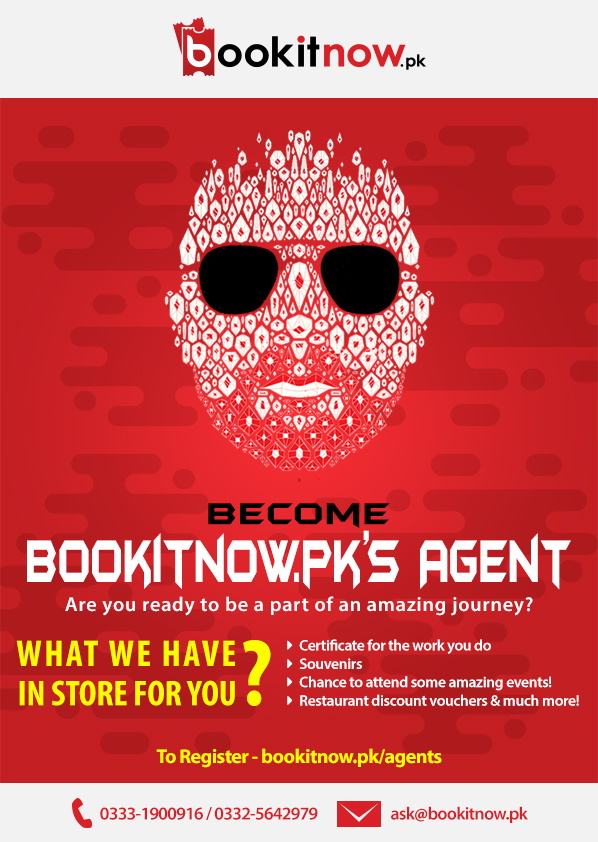 bookitnow.pk
BECOME
BOOKITNOW.PK'S AGENT
Are you ready to be a part of an amazing journey?
WHAT WE HAVE
IN STORE FOR YOU ?
Certificate for the work you do
Souvenirs
Chance to attend some amazing events!
Restaurant discount vouchers & much more!
To Register - bookitnow.pk/agents
0333-1900916 / 0332-5642979
ask@bookitnow.pk